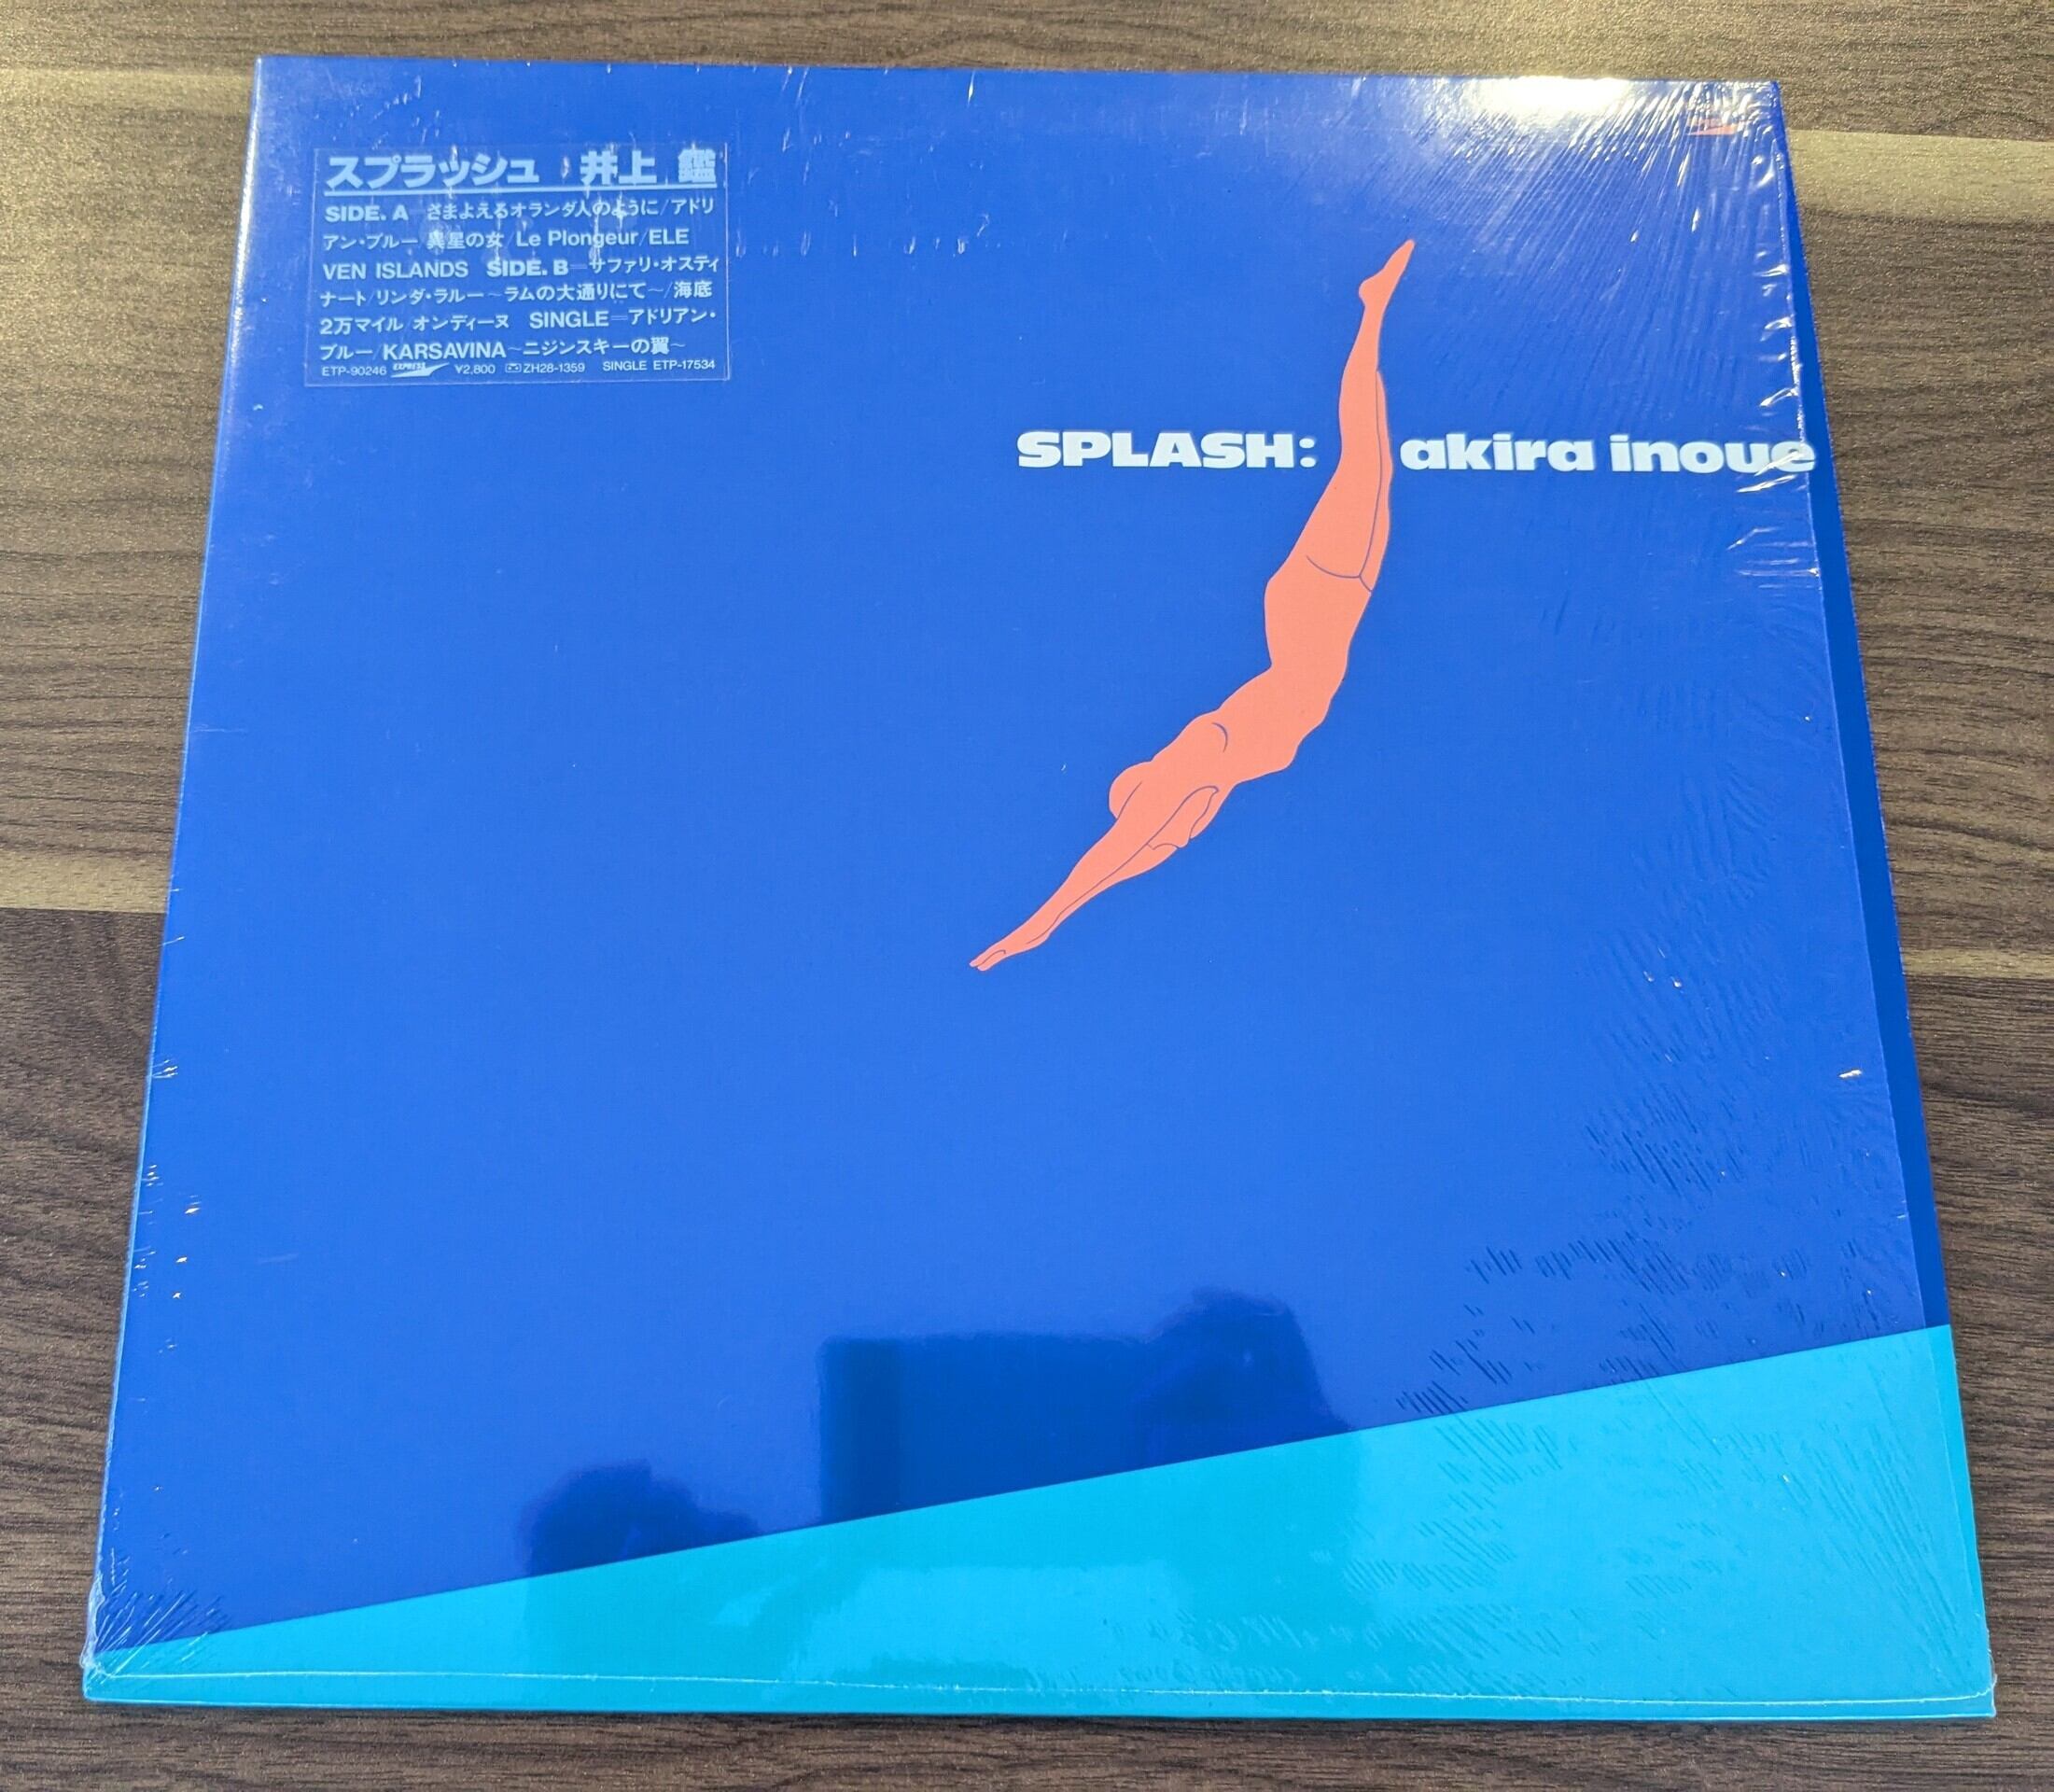 スプラッシュ 井上 鑑
SIDE. A さまよえるオランダ人のように/アドリ
アン・ブルー 異星の女/Le Plongeur/ELE
VEN ISLANDS SIDE. B=サファリ・オスティ
ナート/リンダ・ラルー~ラムの大通りにて~/海底
2万マイル/オンディーヌ SINGLE=アドリアン・
ブルー/KARSAVINA~ニジンスキーの翼~
ETP-90246 EXPRESS ¥2,800 ZH28-1359 SINGLE ETP-17534
SPLASH: akira inoue